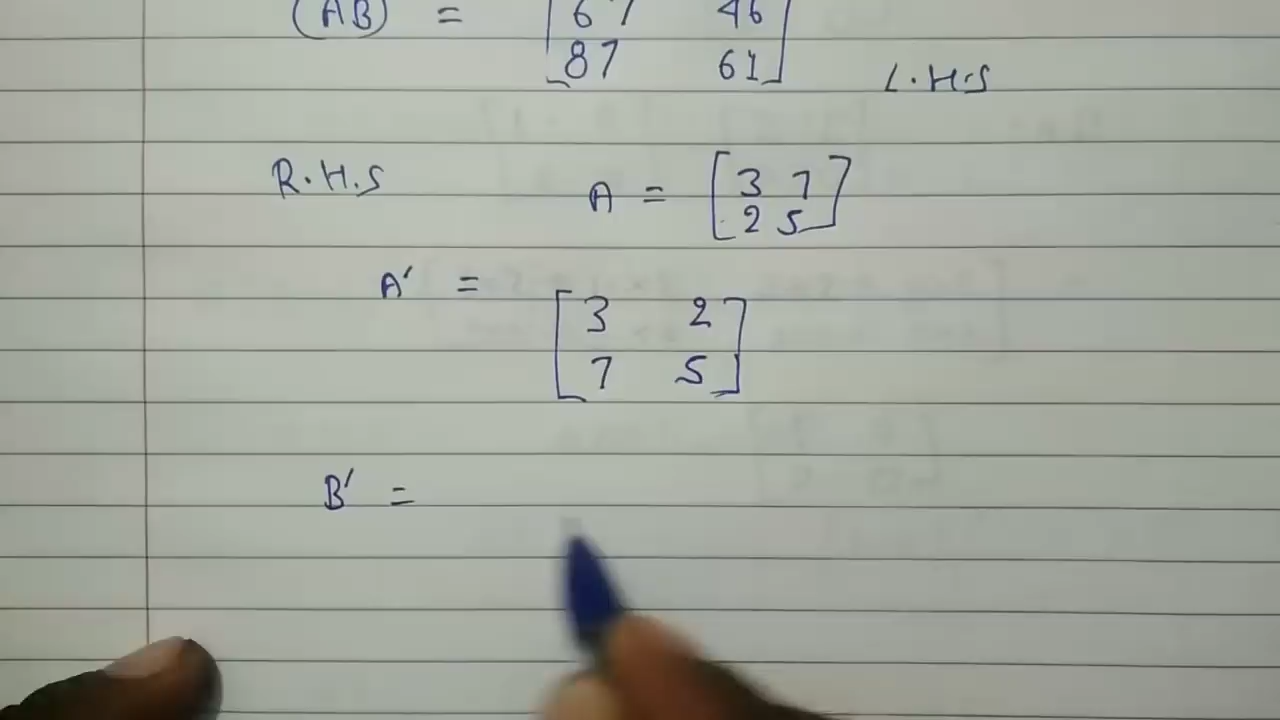 (AB) = [ 67 46
87 61 ] L.H.S
R.H.S A = [ 3 7
2 5 ]
A' = [ 3 2
7 5 ]
B' =